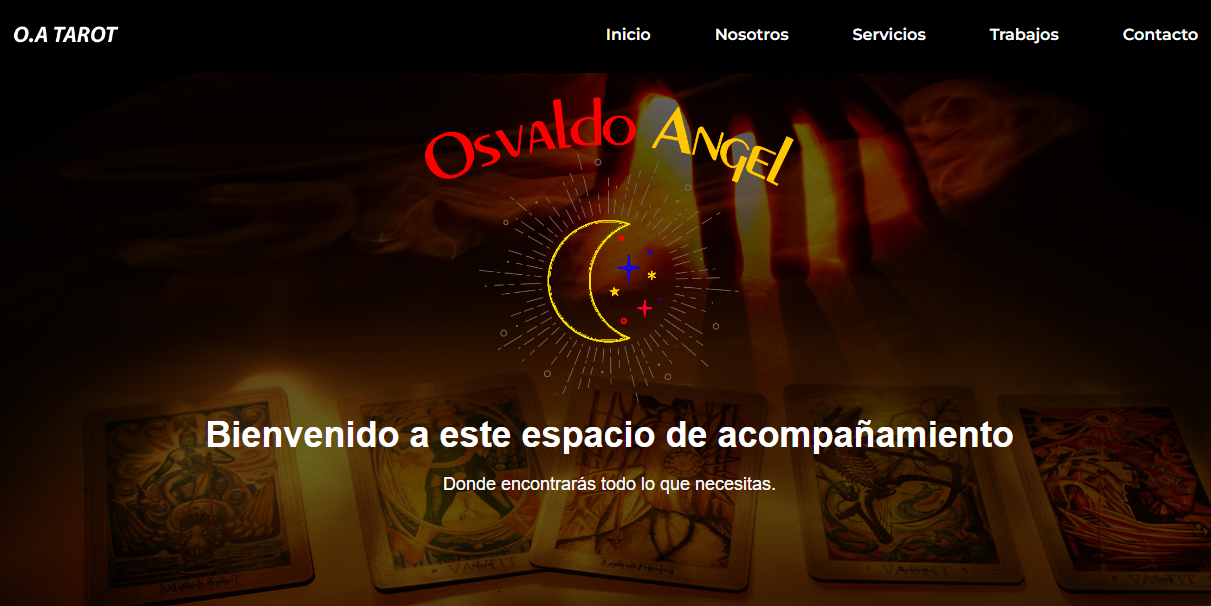 O.A TAROT
Inicio Nosotros Servicios Trabajos Contacto
Osvaldo Angel
Bienvenido a este espacio de acompañamiento
Donde encontrarás todo lo que necesitas.